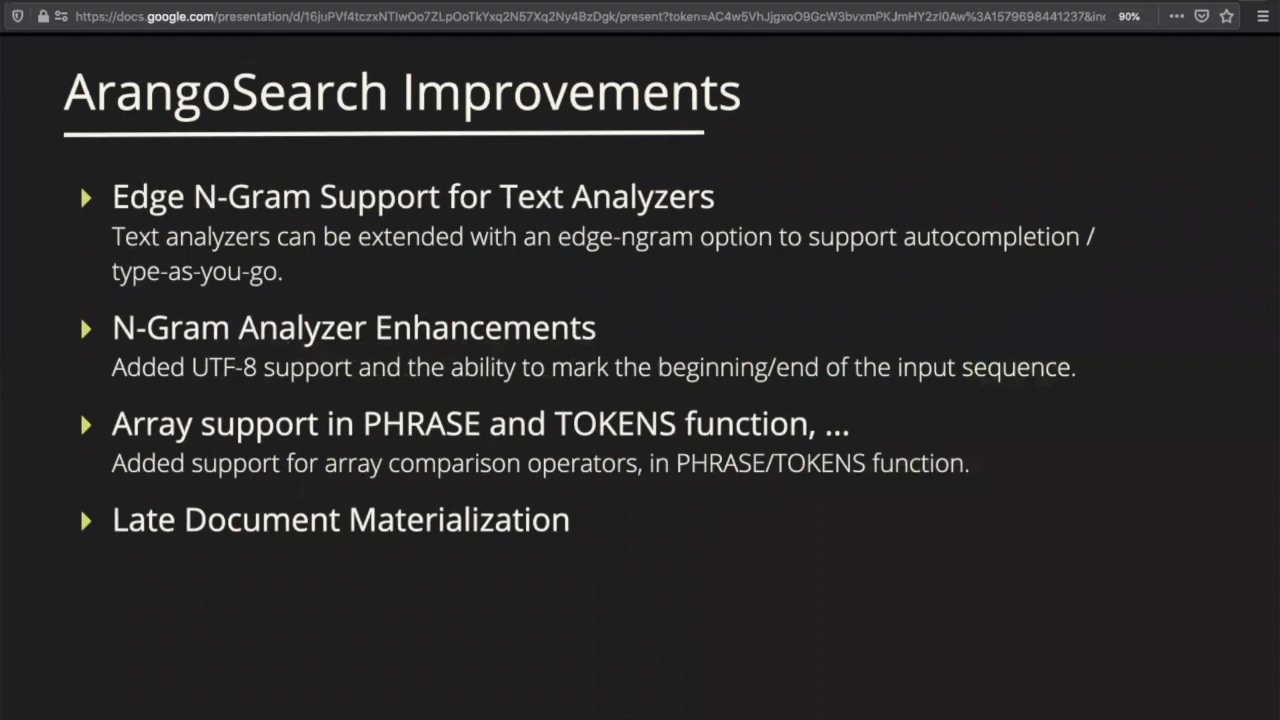 https://docs.google.com/presentation/d/16juPVf4tczxNTlwOo7ZLpOoTkYxq2N57Xq2Ny4BzDgk/present?token=AC4w5VhJjgxoO9GcW3bvxmPKJmHY2zI0Aw%3A1579698441237&inc 90%
ArangoSearch Improvements
Edge N-Gram Support for Text Analyzers
Text analyzers can be extended with an edge-ngram option to support autocompletion /
type-as-you-go.
N-Gram Analyzer Enhancements
Added UTF-8 support and the ability to mark the beginning/end of the input sequence.
Array support in PHRASE and TOKENS function, ...
Added support for array comparison operators, in PHRASE/TOKENS function.
Late Document Materialization